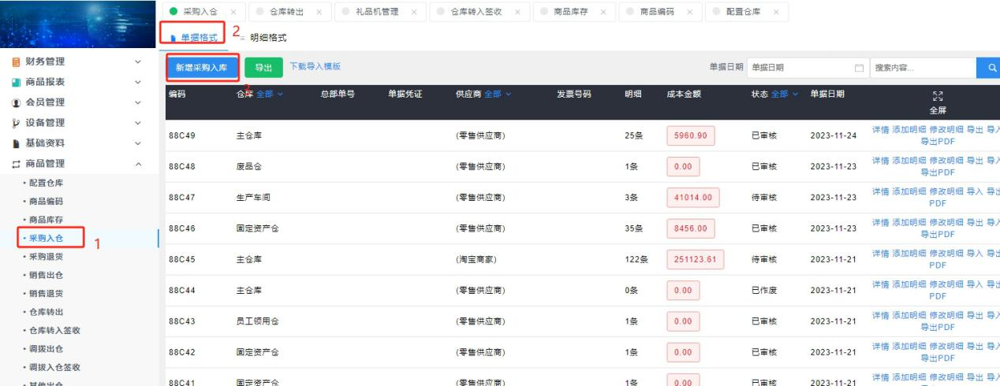 采购入仓 × 仓库转出 × 礼品机管理 × 仓库转入签收 × 商品库存 × 商品编码 × 配置仓库 ×
单据格式 2 明细格式
财务管理
商品报表
会员管理
设备管理
基础资料
商品管理
配置仓库
商品编码
商品库存
采购入仓 1
采购退货
销售出仓
销售退货
仓库转出
仓库转入签收
调拨出仓
调拨入仓签收
其他出仓
新增采购入库 导出 下载导入模版 单据日期 单据日期 搜索内容...
编码 仓库 全部 总部单号 单据凭证 供应商 全部 发票号码 明细 成本金额 状态 全部 单据日期 全屏
88C49 主仓库 (零售供应商) 25条 5960.90 已审核 2023-11-24 详情 添加明细 修改明细 导出 导入
导出PDF
88C48 废品仓 (零售供应商) 1条 0.00 已审核 2023-11-23 详情 添加明细 修改明细 导出 导入
导出PDF
88C47 生产车间 (零售供应商) 3条 41014.00 待审核 2023-11-23 详情 添加明细 修改明细 导入 导出
PDF
88C46 固定资产仓 (零售供应商) 35条 8456.00 已审核 2023-11-23 详情 添加明细 修改明细 导出 导入
导出PDF
88C45 主仓库 (淘宝商家) 122条 251123.61 待审核 2023-11-21 详情 添加明细 修改明细 导入 导出
PDF
88C44 主仓库 (零售供应商) 0条 0.00 已作废 2023-11-21 详情 添加明细 修改明细 导入 导出
PDF
88C43 员工领用仓 (零售供应商) 1条 0.00 已审核 2023-11-21 详情 添加明细 修改明细 导出 导入
导出PDF
88C42 固定资产仓 (零售供应商) 1条 0.00 已审核 2023-11-21 详情 添加明细 修改明细 导出 导入
导出PDF
88C41 固定资产仓 (零售供应商) 1条 0.00 已审核 2023-11-21 详情 添加明细 修改明细 导出 导入